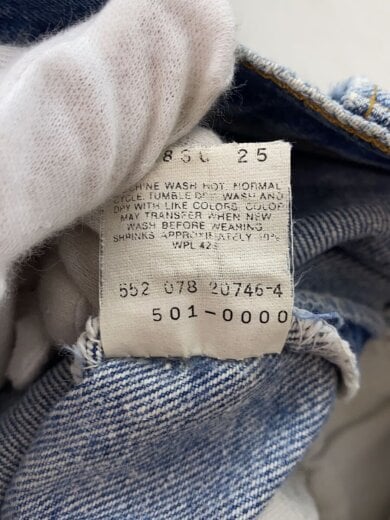 25
MACHINE WASH HOT, NORMAL
CYCLE, TUMBLE DRY, WASH AND
DRY WITH LIKE COLORS, COLOR
MAY TRANSFER WHEN NEW
WASH BEFORE WEARING
SHRINKS APPROXIMATELY 10%
WPL 423
552 078 20746-4
501-0000